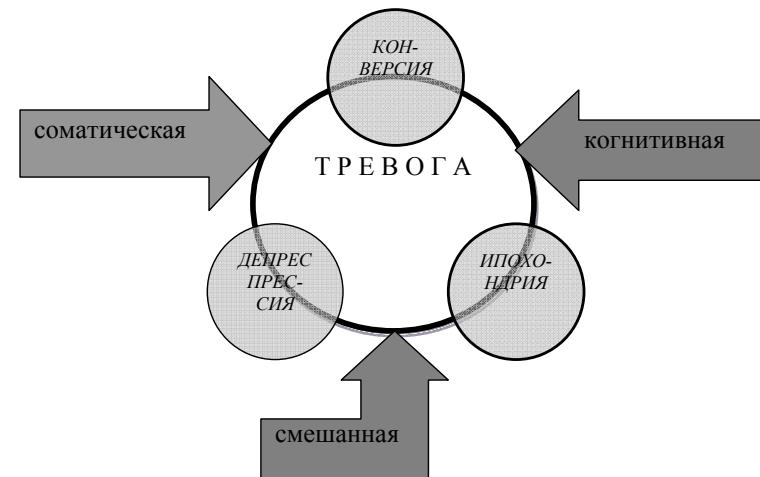 КОН-
ВЕРСИЯ
соматическая
когнитивная
ТРЕВОГА
ДЕПРЕС
ПРЕС-
СИЯ
ИПОХО-
НДРИЯ
смешанная